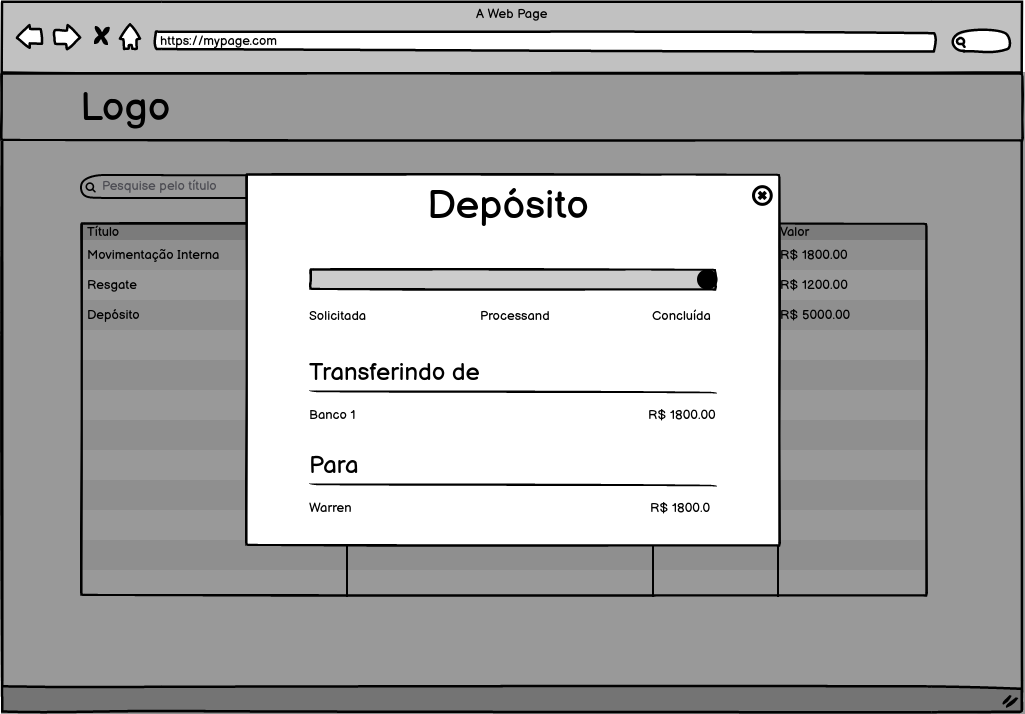 A Web Page
https://mypage.com
Logo
Pesquise pelo título
Título Valor
Movimentação Interna R$ 1800.00
Resgate R$ 1200.00
Depósito R$ 5000.00
Depósito
Solicitada Processand Concluída
Transferindo de
Banco 1 R$ 1800.00
Para
Warren R$ 1800.0